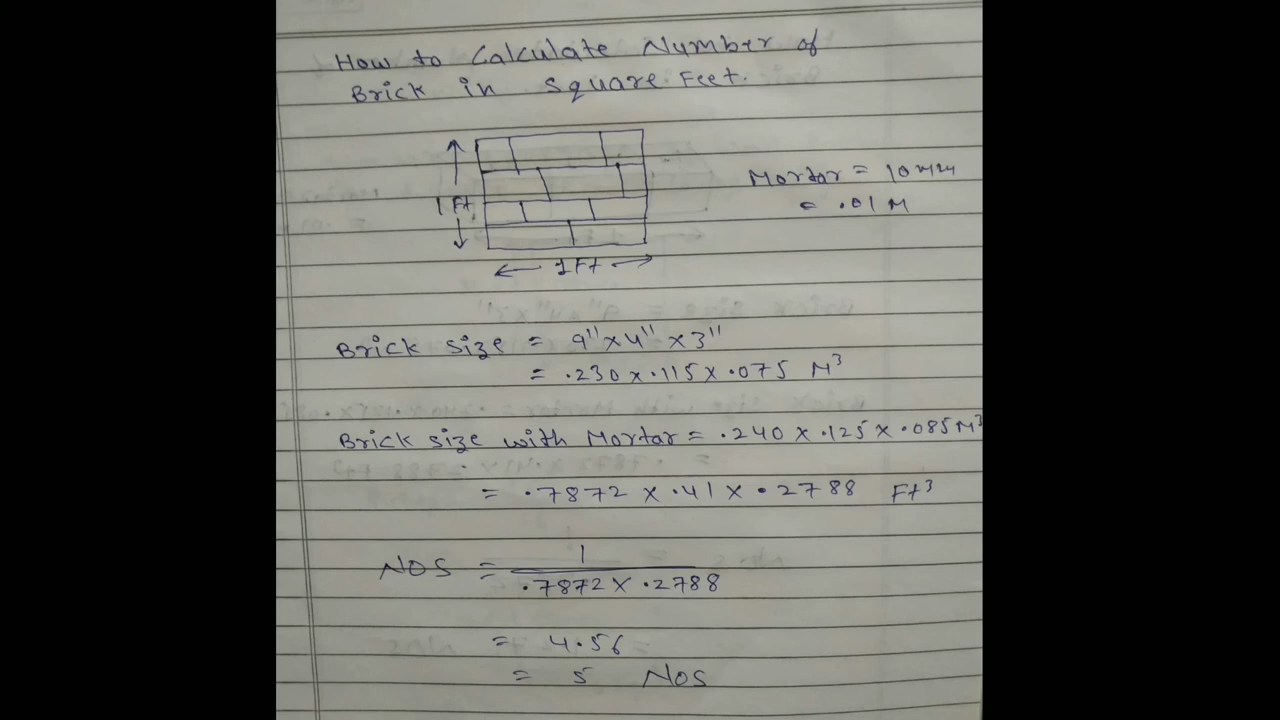 How to Calculate Number of
Brick in square Feet.
1 Ft
Mortar = 10 mm
= .01 M
1 Ft
Brick size = 9" x 4" x 3"
= .230 x .115 x .075 M³
Brick size with Mortar = .240 x .125 x .085 M³
= .7872 x .41 x .2788 Ft³
NOS = 1
.7872 x .2788
= 4.56
= 5 NOS